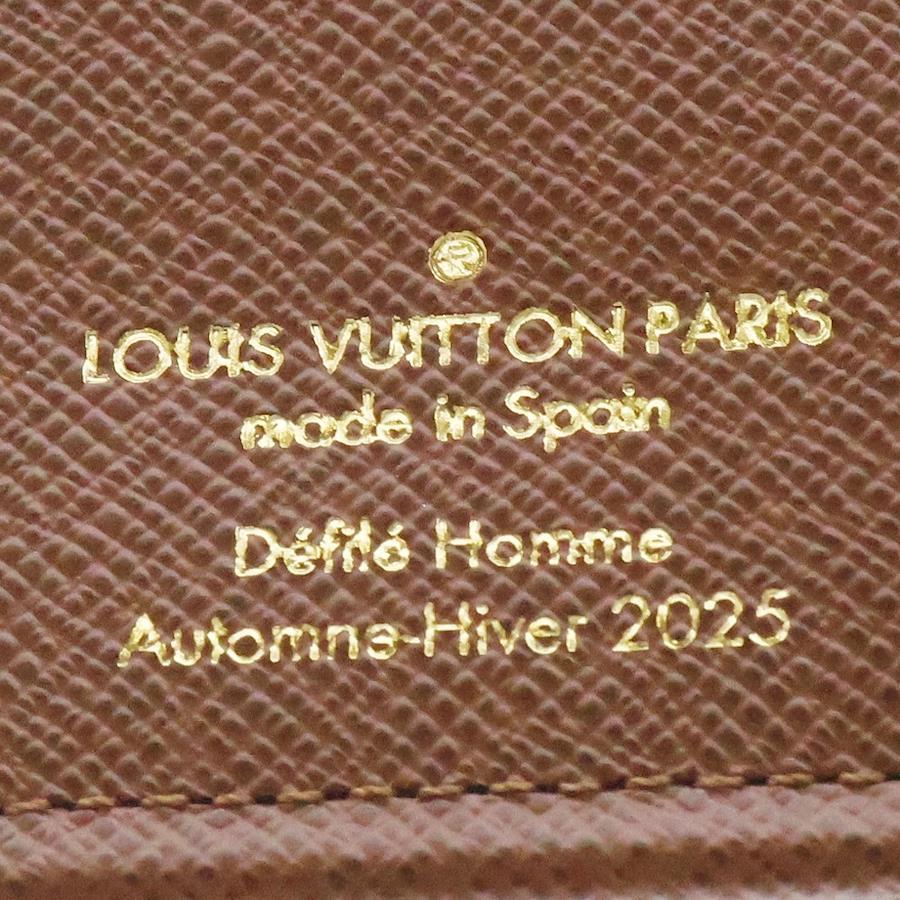 ®
LOUIS VUITTON PARIS
made in Spain
Défilé Homme
Automne-Hiver 2025